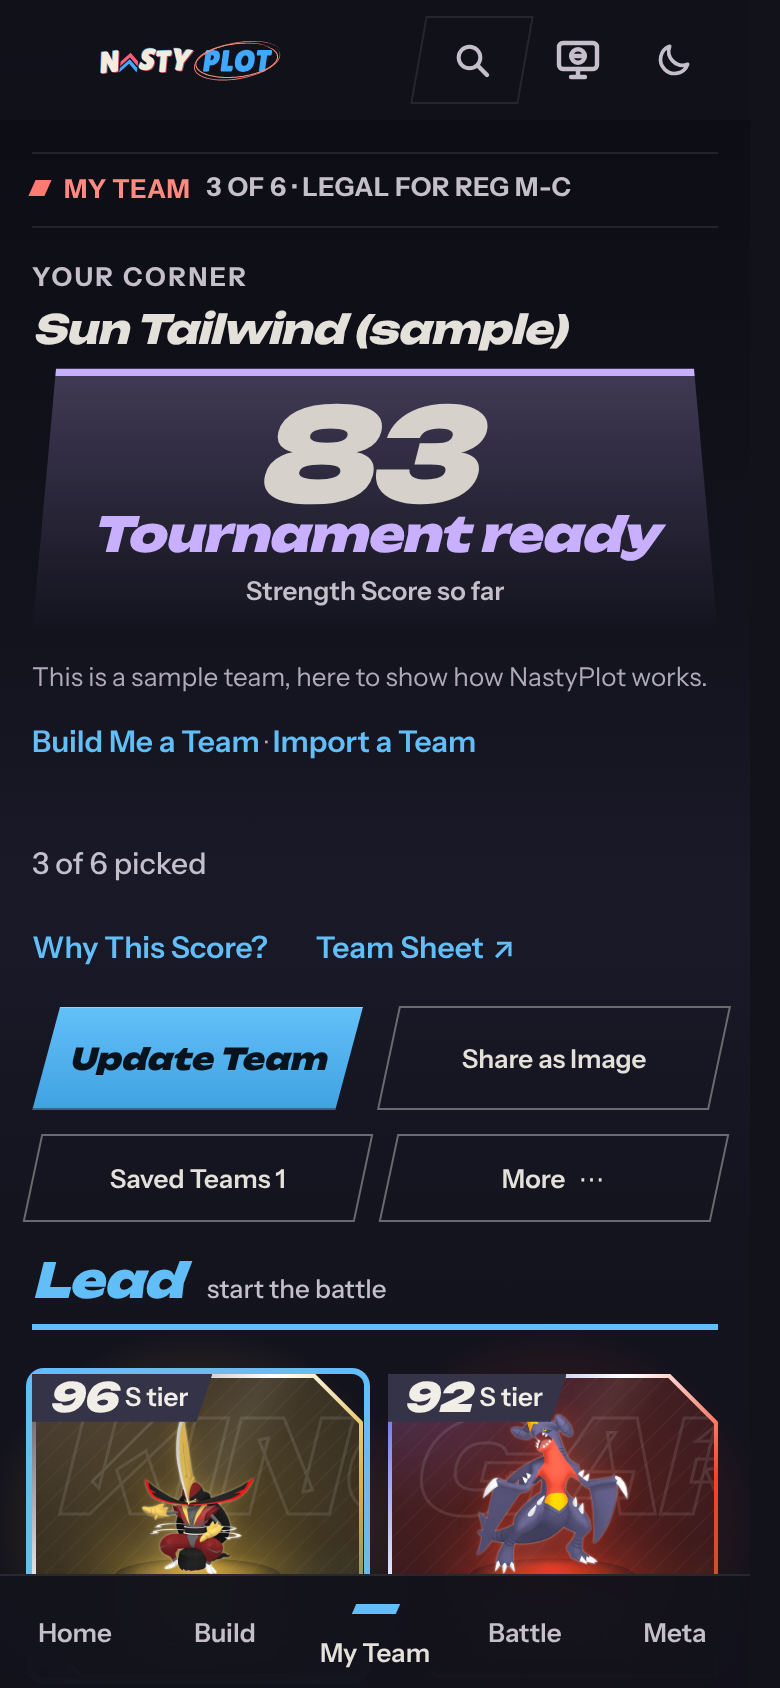 NASTY PLOT
MY TEAM 3 OF 6 · LEGAL FOR REG M-C
YOUR CORNER
Sun Tailwind (sample)
83
Tournament ready
Strength Score so far
This is a sample team, here to show how NastyPlot works.
Build Me a Team · Import a Team
3 of 6 picked
Why This Score? Team Sheet ↗
Update Team Share as Image
Saved Teams 1 More ···
Lead start the battle
96 S tier 92 S tier
Home Build My Team Battle Meta